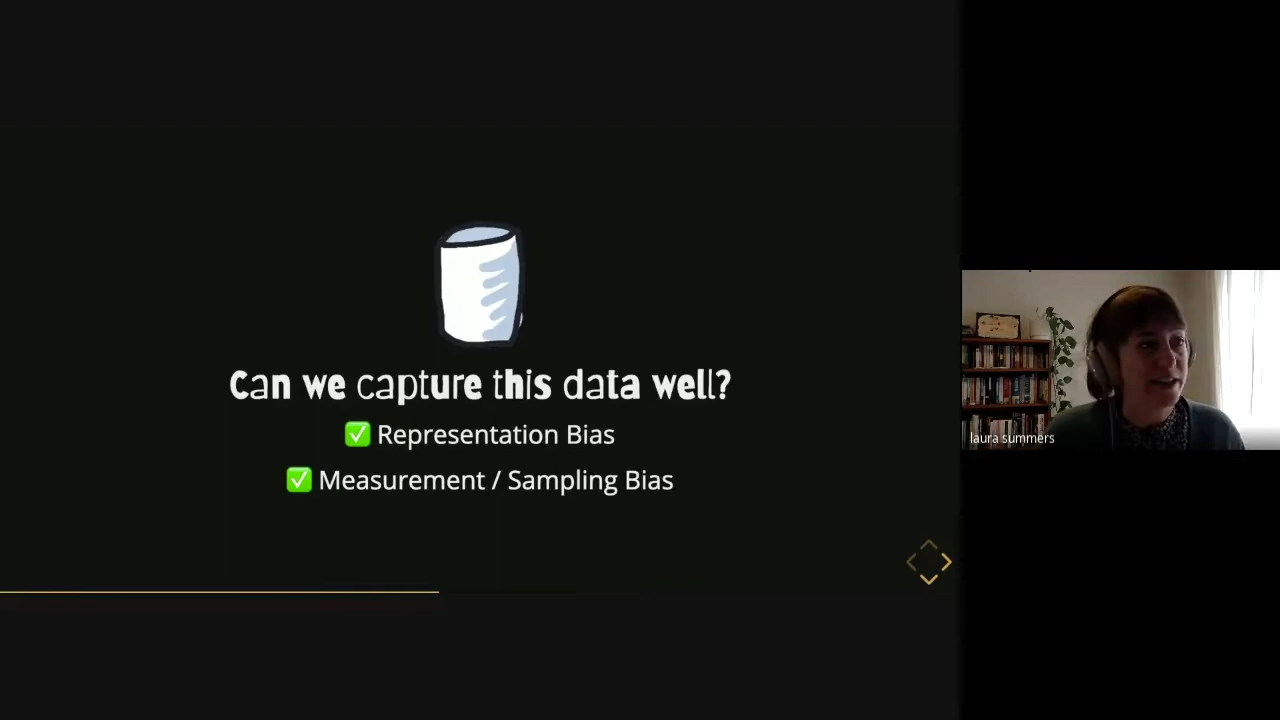 Can we capture this data well?
✅ Representation Bias
✅ Measurement / Sampling Bias
laura summers